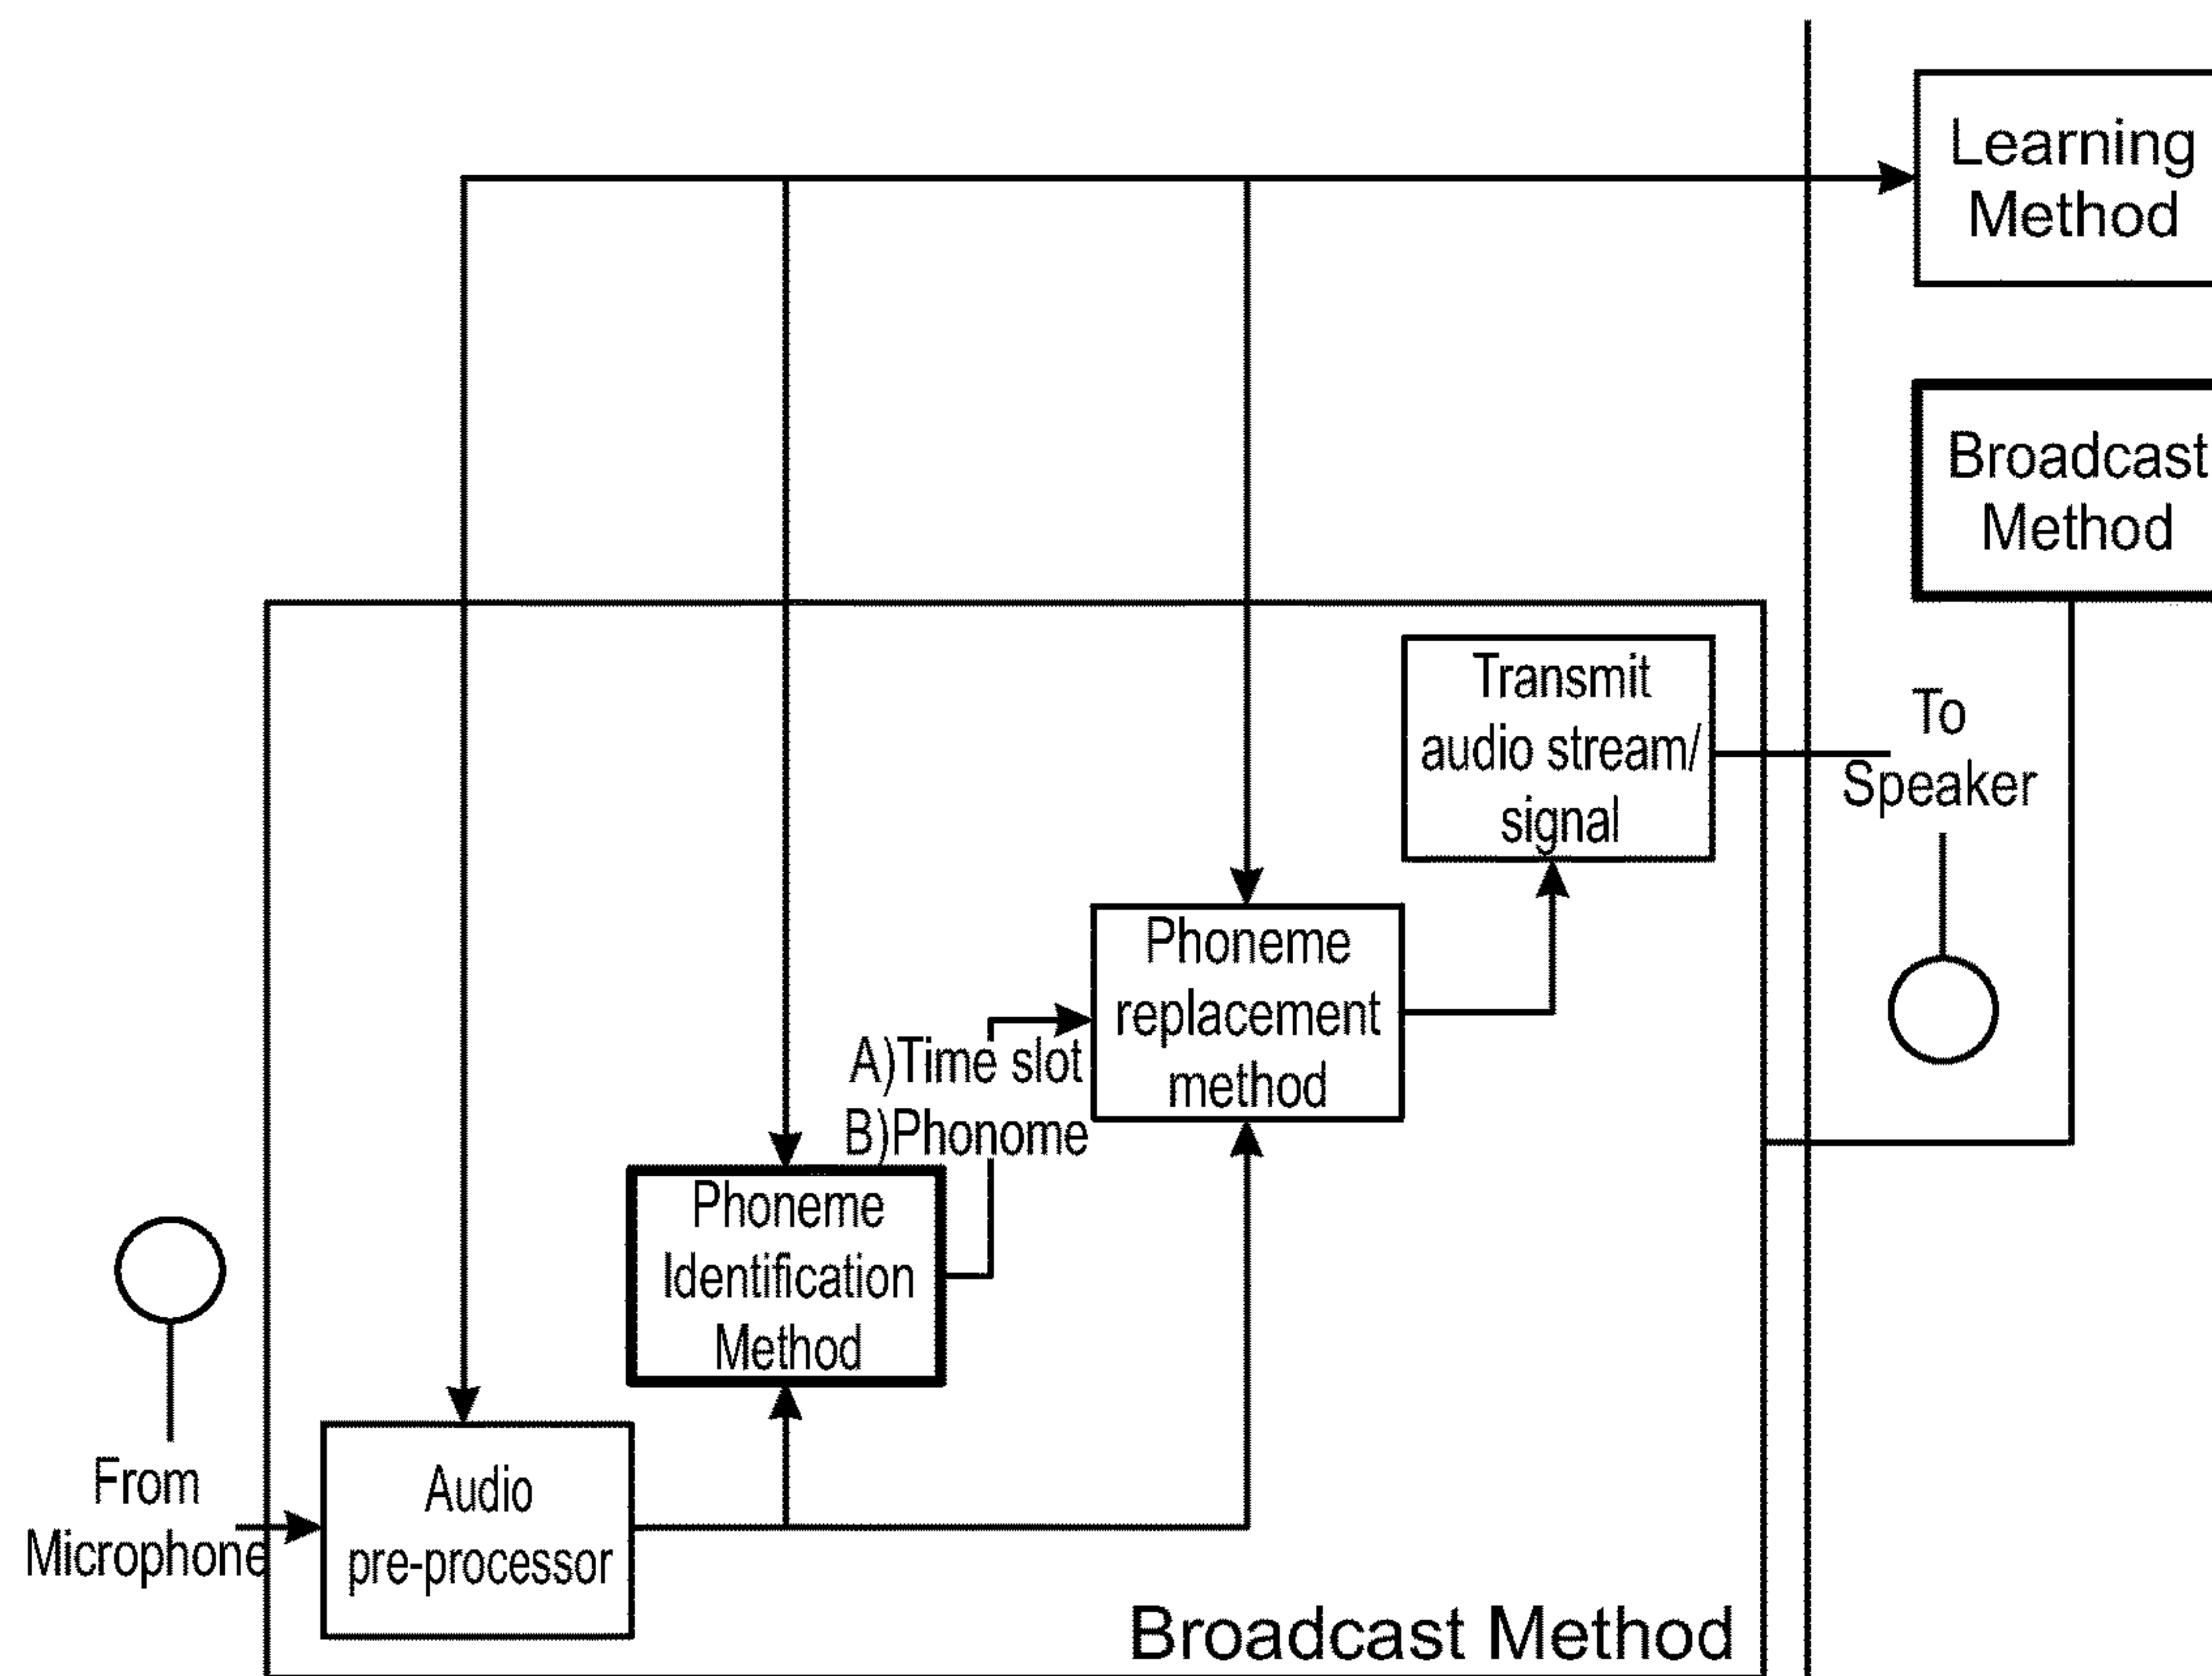 Learning
Method
Broadcast
Method
Transmit
audio stream/
signal
To
Speaker
Phoneme
replacement
method
A)Time slot
B)Phonome
Phoneme
Identification
Method
From
Microphone
Audio
pre-processor
Broadcast Method